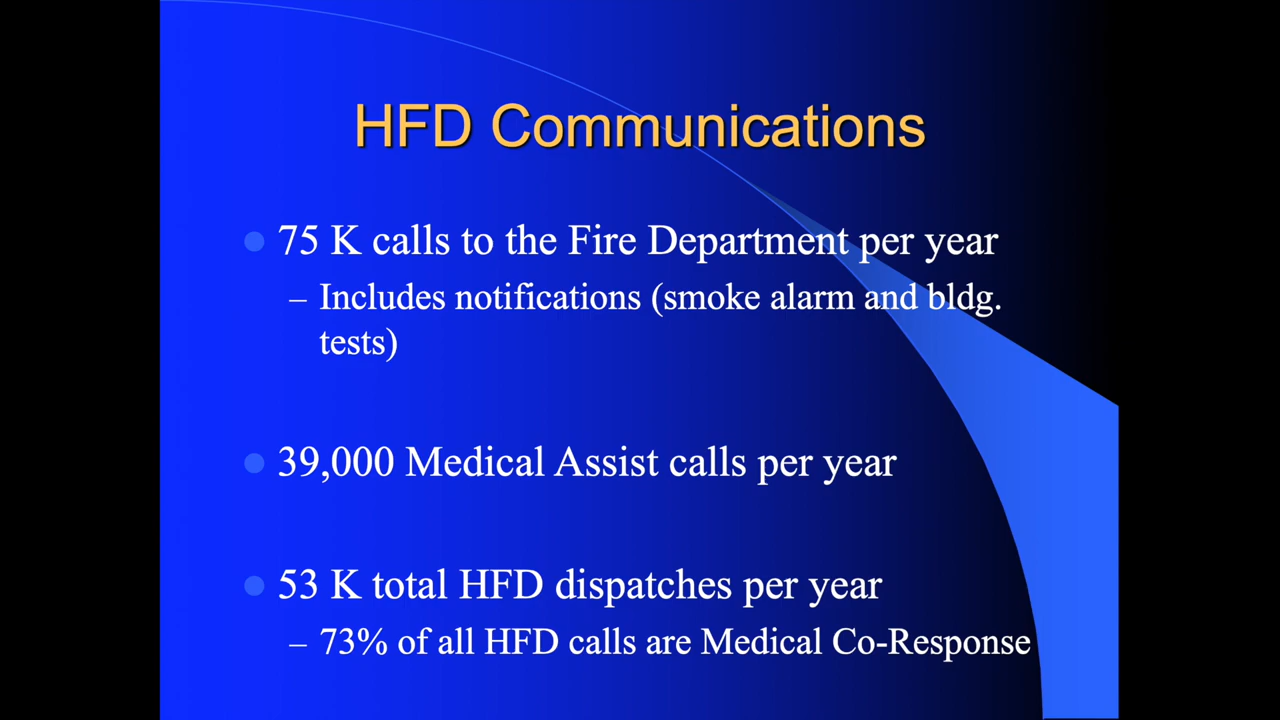 HFD Communications
75 K calls to the Fire Department per year
– Includes notifications (smoke alarm and bldg.
tests)
39,000 Medical Assist calls per year
53 K total HFD dispatches per year
– 73% of all HFD calls are Medical Co-Response